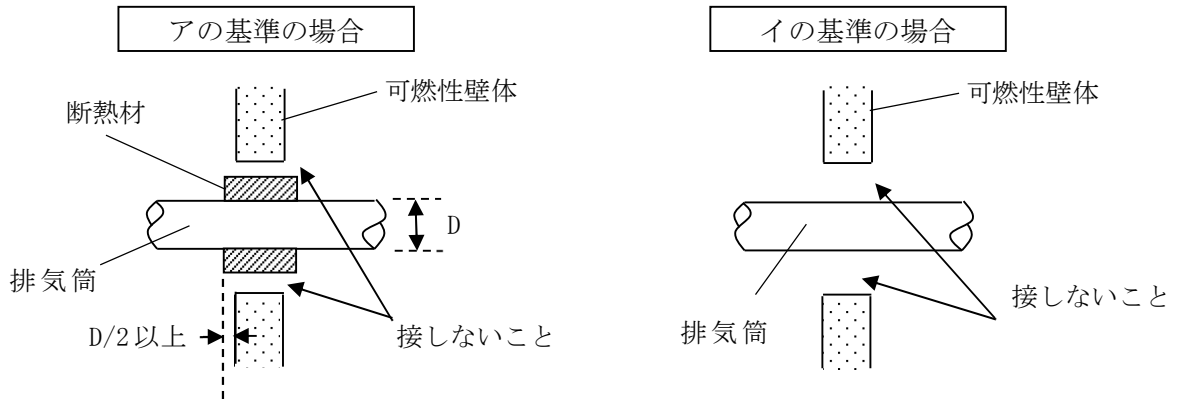 アの基準の場合
可燃性壁体
断熱材
D
排気筒
D/2以上
接しないこと
イの基準の場合
可燃性壁体
接しないこと
排気筒